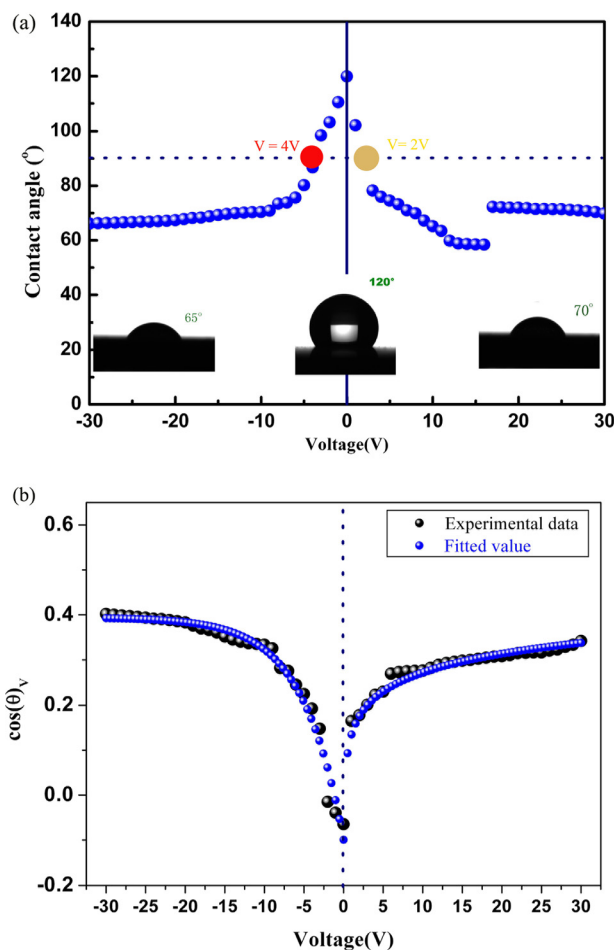 (a)
140
120
100
80
60
40
20
0
Contact angle (°)
V = 4V
V= 2V
65°
120°
70°
-30 -20 -10 0 10 20 30
Voltage(V)
(b)
0.6
0.4
0.2
0.0
-0.2
cos(θ)V
Experimental data
Fitted value
-30 -25 -20 -15 -10 -5 0 5 10 15 20 25 30
Voltage(V)